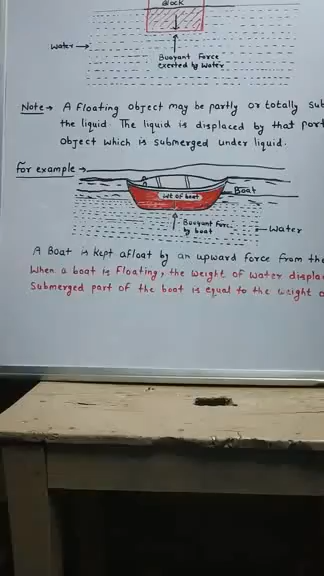 Block
Water
Buoyant Force
exerted by water
Note → A Floating object may be partly or totally sub
the liquid. The liquid is displaced by that part
object which is submerged under liquid.
For example →
Wt of boat
Boat
Buoyant Force
by boat
Water
A Boat is kept afloat by an upward force from the
When a boat is Floating, the weight of water displa
Submerged part of the boat is equal to the weight o